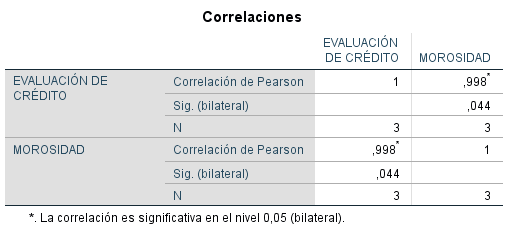 Correlaciones
EVALUACIÓN DE CRÉDITO MOROSIDAD
EVALUACIÓN DE CRÉDITO Correlación de Pearson 1 ,998*
Sig. (bilateral) ,044
N 3 3
MOROSIDAD Correlación de Pearson ,998* 1
Sig. (bilateral) ,044
N 3 3
*. La correlación es significativa en el nivel 0,05 (bilateral).